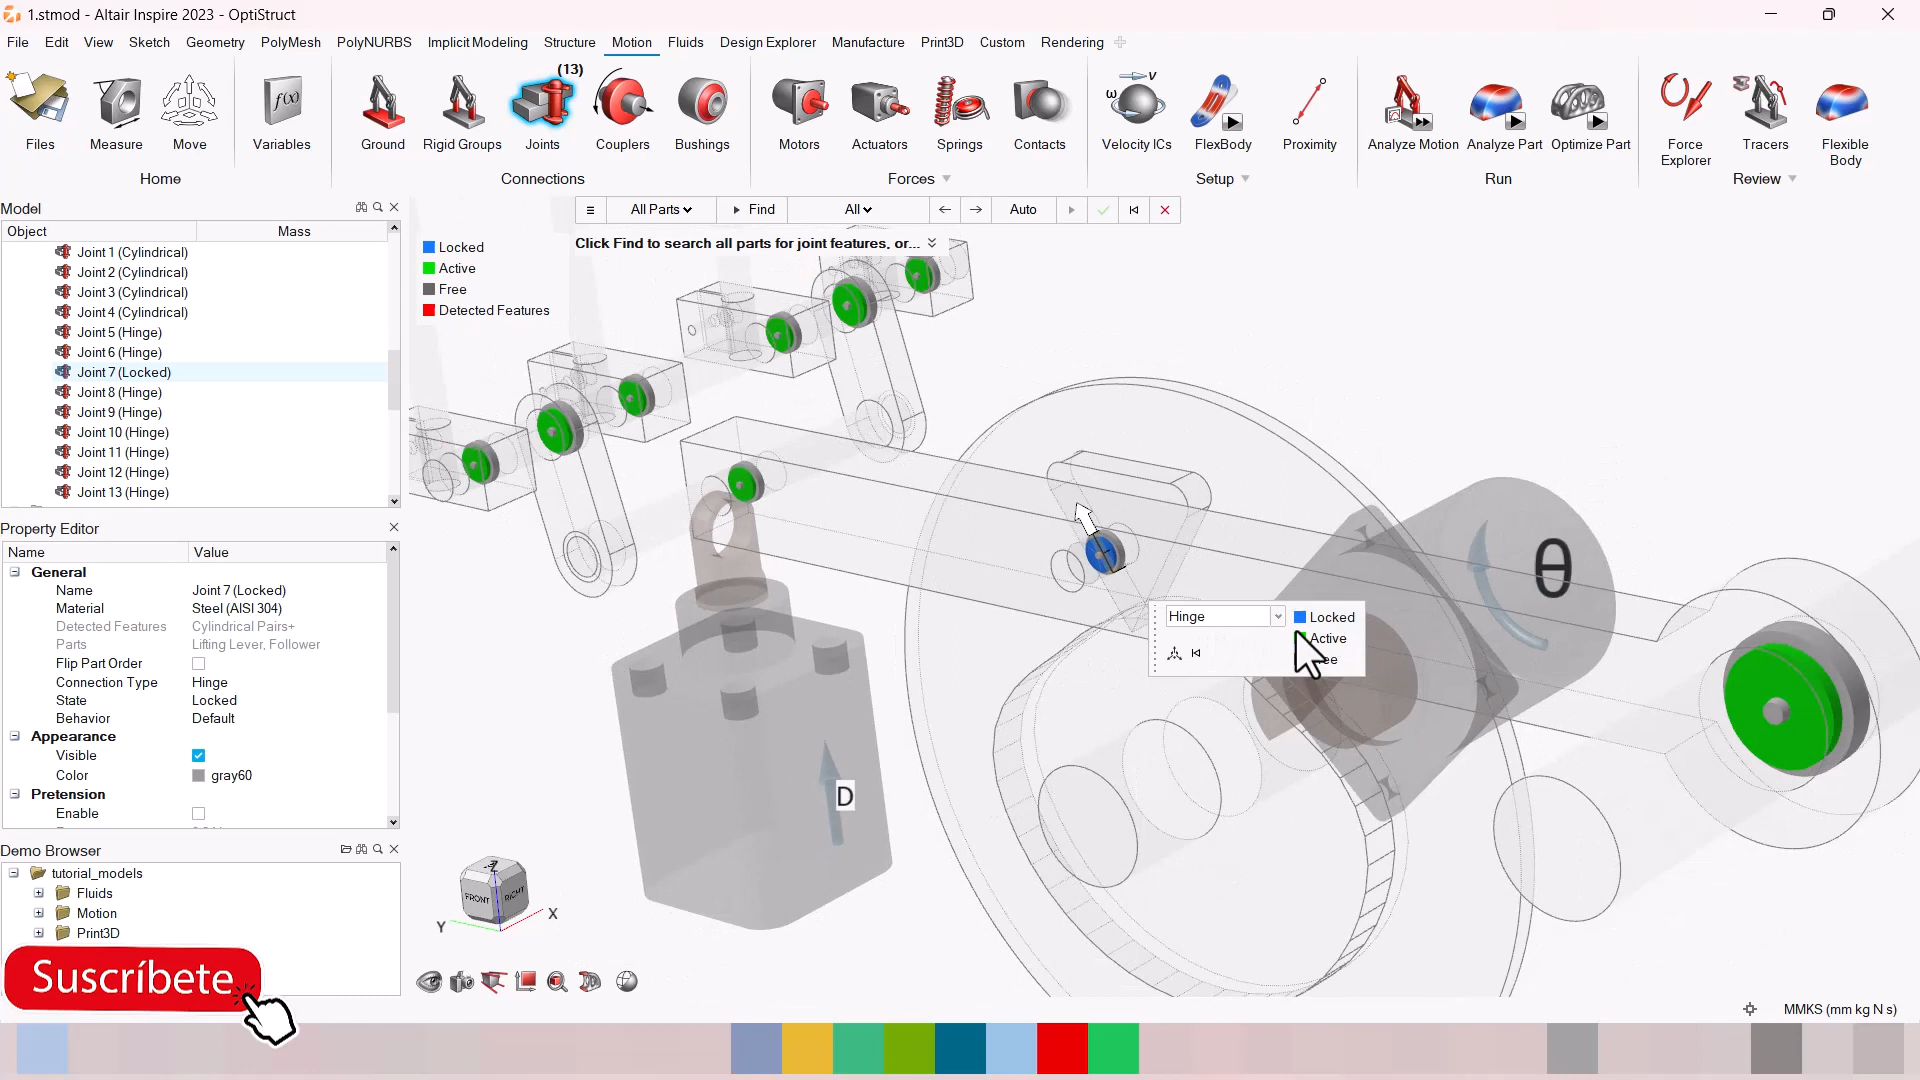 1.stmod - Altair Inspire 2023 - OptiStruct
File Edit View Sketch Geometry PolyMesh PolyNURBS Implicit Modeling Structure Motion Fluids Design Explorer Manufacture Print3D Custom Rendering
(13)
f(x)
ω v
Files Measure Move Variables Ground Rigid Groups Joints Couplers Bushings Motors Actuators Springs Contacts Velocity ICs FlexBody Proximity Analyze Motion Analyze Part Optimize Part Force Explorer Tracers Flexible Body
Home Connections Forces Setup Run Review
Model
Object Mass
Joint 1 (Cylindrical)
Joint 2 (Cylindrical)
Joint 3 (Cylindrical)
Joint 4 (Cylindrical)
Joint 5 (Hinge)
Joint 6 (Hinge)
Joint 7 (Locked)
Joint 8 (Hinge)
Joint 9 (Hinge)
Joint 10 (Hinge)
Joint 11 (Hinge)
Joint 12 (Hinge)
Joint 13 (Hinge)
Property Editor
Name Value
General
Name Joint 7 (Locked)
Material Steel (AISI 304)
Detected Features Cylindrical Pairs+
Parts Lifting Lever, Follower
Flip Part Order
Connection Type Hinge
State Locked
Behavior Default
Appearance
Visible
Color gray60
Pretension
Enable
Demo Browser
tutorial_models
Fluids
Motion
Print3D
Suscríbete
All Parts Find All Auto
Click Find to search all parts for joint features, or...
Locked
Active
Free
Detected Features
Hinge Locked
Active
θ
D
FRONT RIGHT
Z
Y X
MMKS (mm kg N s)